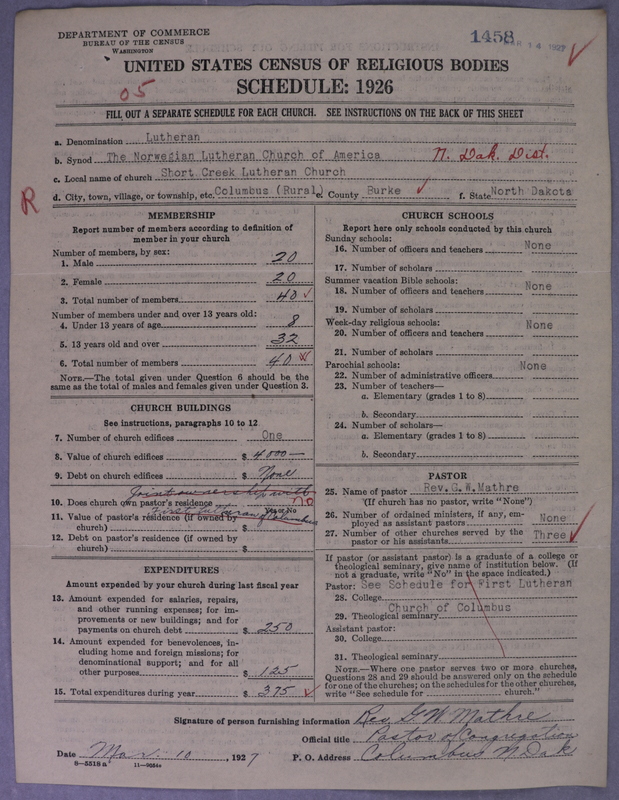 DEPARTMENT OF COMMERCE
BUREAU OF THE CENSUS
WASHINGTON
1458
MAR 14 1927
UNITED STATES CENSUS OF RELIGIOUS BODIES
SCHEDULE: 1926
05
FILL OUT A SEPARATE SCHEDULE FOR EACH CHURCH. SEE INSTRUCTIONS ON THE BACK OF THIS SHEET
a. Denomination Lutheran
b. Synod The Norwegian Lutheran Church of America N. Dak. Dist.
c. Local name of church Short Creek Lutheran Church
d. City, town, village, or township, etc. Columbus (Rural) e. County Burke f. State North Dakota
R
MEMBERSHIP
Report number of members according to definition of member in your church
Number of members, by sex:
1. Male 20
2. Female 20
3. Total number of members 40
Number of members under and over 13 years old:
4. Under 13 years of age 8
5. 13 years old and over 32
6. Total number of members 40
NOTE.—The total given under Question 6 should be the same as the total of males and females given under Question 3.
CHURCH BUILDINGS
See instructions, paragraphs 10 to 12
7. Number of church edifices One
8. Value of church edifices $ 4000—
9. Debt on church edifices $ None
Joint ownership with
10. Does church own pastor's residence no
Yes or No
First Lutheran of Columbus
11. Value of pastor's residence (if owned by church) $
12. Debt on pastor's residence (if owned by church) $
EXPENDITURES
Amount expended by your church during last fiscal year
13. Amount expended for salaries, repairs, and other running expenses; for improvements or new buildings; and for payments on church debt $ 250
14. Amount expended for benevolences, including home and foreign missions; for denominational support; and for all other purposes $ 125
15. Total expenditures during year $ 375
CHURCH SCHOOLS
Report here only schools conducted by this church
Sunday schools:
16. Number of officers and teachers None
17. Number of scholars
Summer vacation Bible schools:
18. Number of officers and teachers None
19. Number of scholars
Week-day religious schools:
20. Number of officers and teachers None
21. Number of scholars
Parochial schools: None
22. Number of administrative officers
23. Number of teachers—
a. Elementary (grades 1 to 8)
b. Secondary
24. Number of scholars—
a. Elementary (grades 1 to 8)
b. Secondary
PASTOR
25. Name of pastor Rev. G. W. Mathre
(If church has no pastor, write "None")
26. Number of ordained ministers, if any, employed as assistant pastors None
27. Number of other churches served by the pastor or his assistants Three
If pastor (or assistant pastor) is a graduate of a college or theological seminary, give name of institution below. (If not a graduate, write "No" in the space indicated.)
Pastor: See Schedule for First Lutheran
28. College
Church of Columbus
29. Theological seminary
Assistant pastor:
30. College
31. Theological seminary
NOTE.—Where one pastor serves two or more churches, Questions 28 and 29 should be answered only on the schedule for one of the churches; on the schedules for the other churches, write "See schedule for church."
Signature of person furnishing information Rev. G. W. Mathre
Official title Pastor of Congregation
Date Mar. 10, 1927 P. O. Address Columbus N Dak
8—5518 a